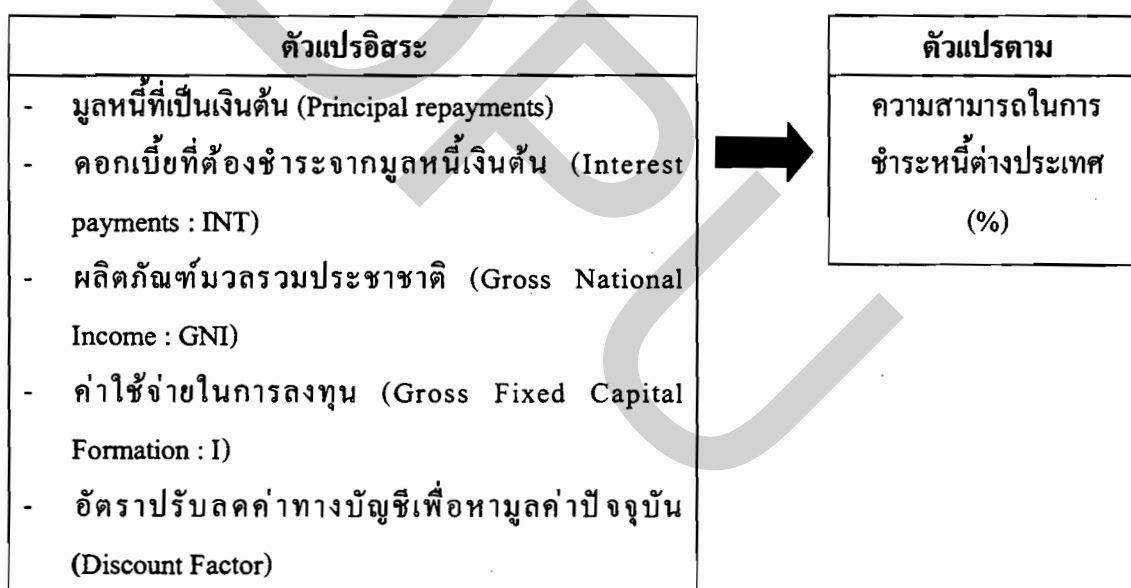 ตัวแปรอิสระ
- มูลหนี้ที่เป็นเงินต้น (Principal repayments)
- ดอกเบี้ยที่ต้องชำระจากมูลหนี้เงินต้น (Interest
payments : INT)
- ผลิตภัณฑ์มวลรวมประชาชาติ (Gross National
Income : GNI)
- ค่าใช้จ่ายในการลงทุน (Gross Fixed Capital
Formation : I)
- อัตราปรับลดค่าทางบัญชีเพื่อหามูลค่าปัจจุบัน
(Discount Factor)
ตัวแปรตาม
ความสามารถในการ
ชำระหนี้ต่างประเทศ
(%)
DPU